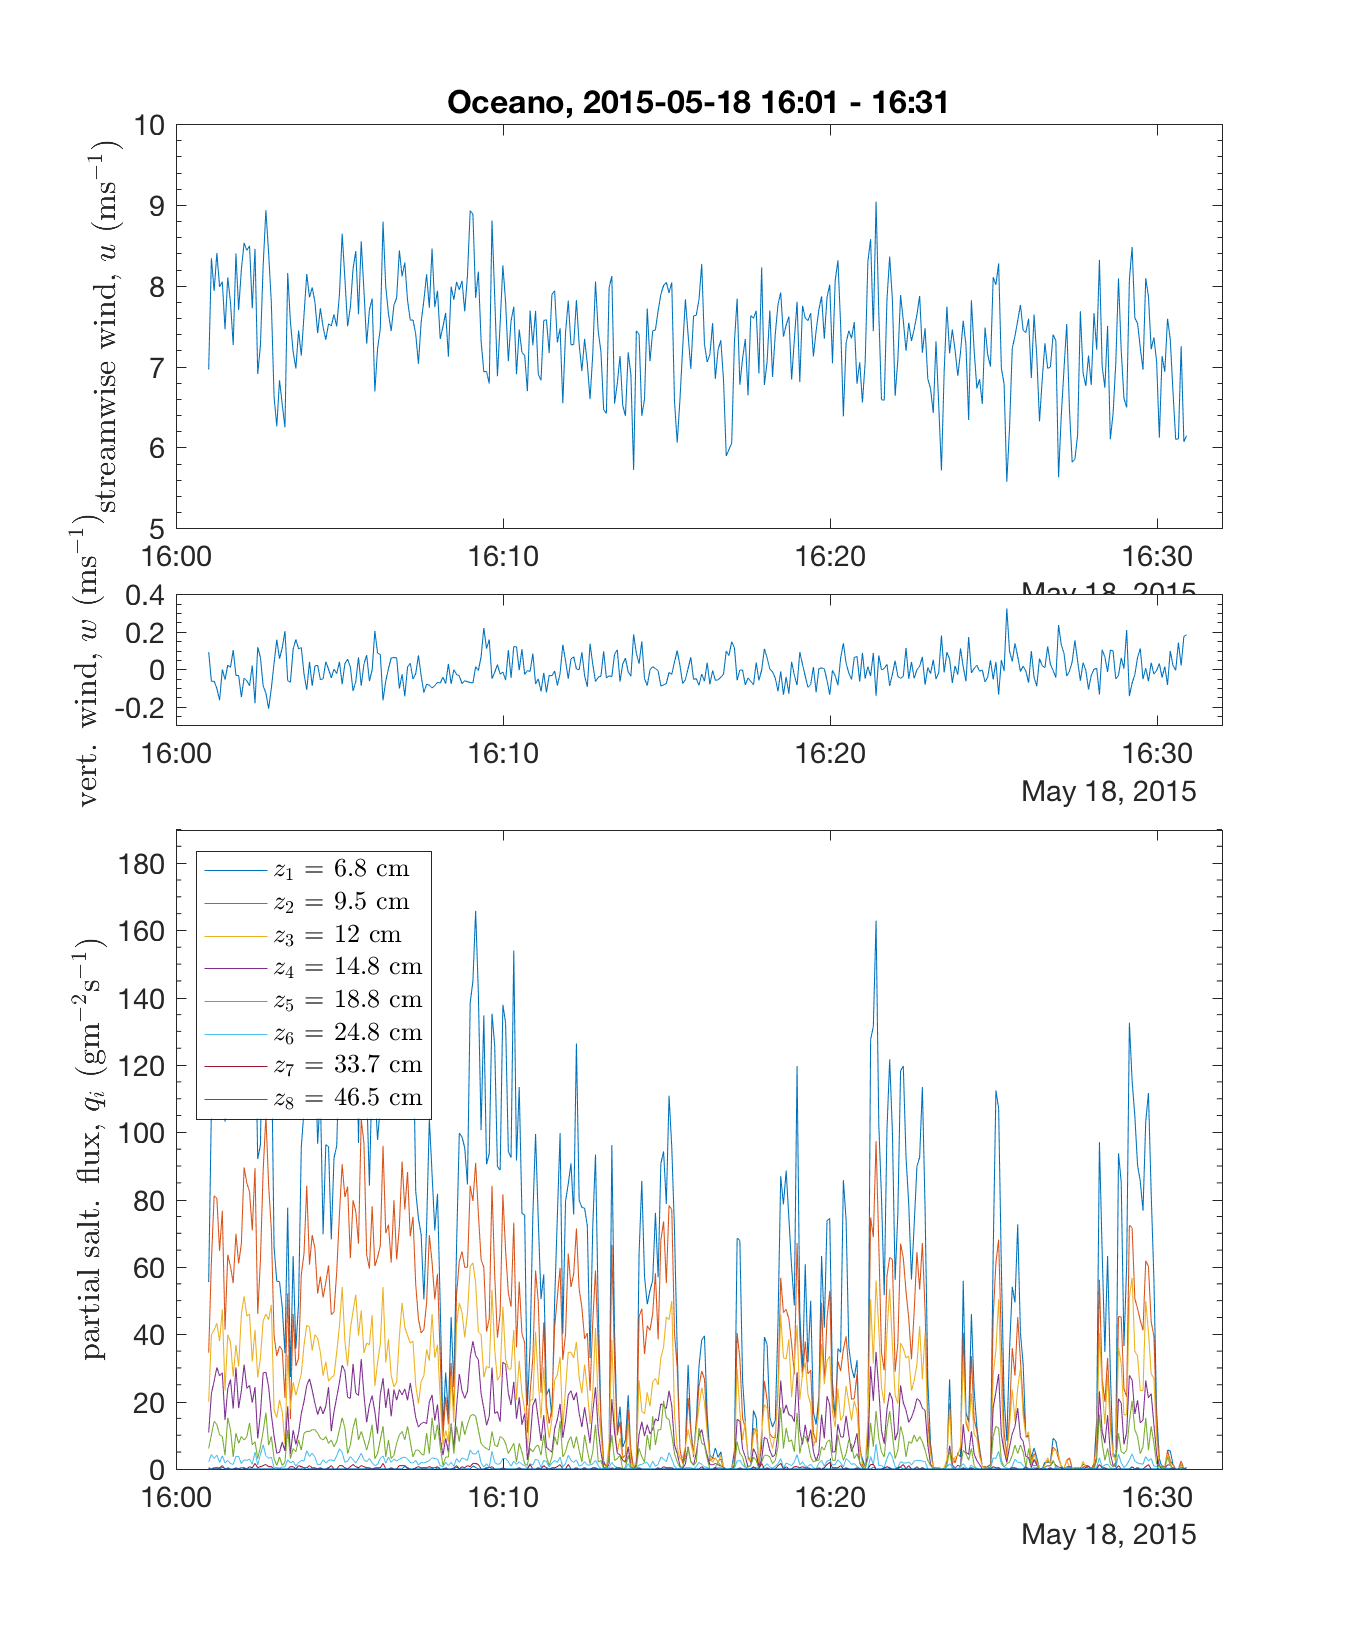 Oceano, 2015-05-18 16:01 - 16:31
streamwise wind, u (ms⁻¹)
10
9
8
7
6
5
16:00 16:10 16:20 16:30
May 18, 2015
vert. wind, w (ms⁻¹)
0.4
0.2
0
-0.2
16:00 16:10 16:20 16:30
May 18, 2015
partial salt. flux, qᵢ (gm⁻²s⁻¹)
180
160
140
120
100
80
60
40
20
0
z₁ = 6.8 cm
z₂ = 9.5 cm
z₃ = 12 cm
z₄ = 14.8 cm
z₅ = 18.8 cm
z₆ = 24.8 cm
z₇ = 33.7 cm
z₈ = 46.5 cm
16:00 16:10 16:20 16:30
May 18, 2015